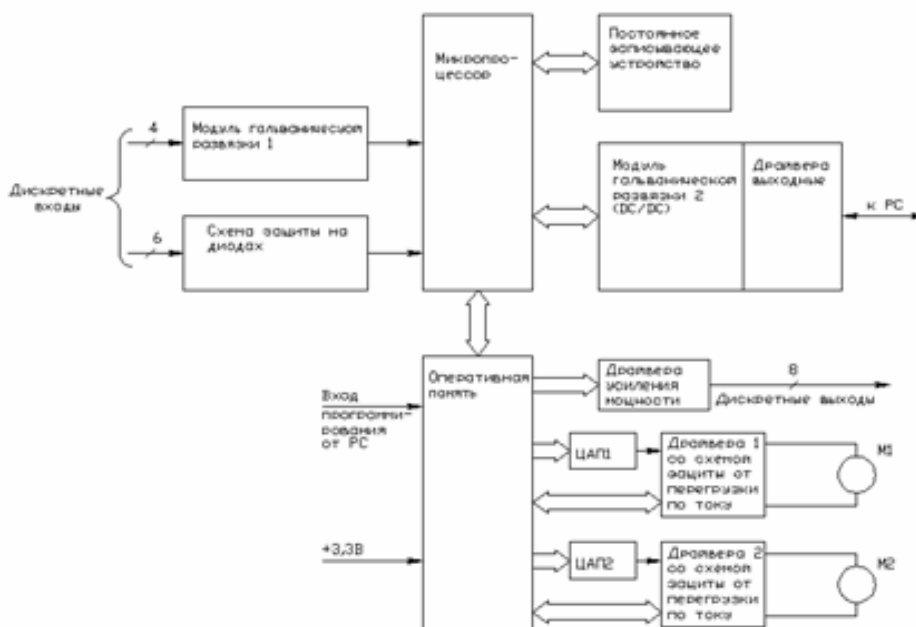 Микропро-
цессор
Постоянное
записывающее
устройство
4
Модуль гальванической
развязки 1
Дискретные
входы
6
Схема защиты на
диодах
Модуль
гальванической
развязки 2
(DC/DC)
Драйвера
выходные
к PC
Оперативная
память
Вход
программи-
рования
от PC
+3,3В
Драйвера
усиления
мощности
8
Дискретные выходы
ЦАП1
Драйвера 1
со схемой
защиты от
перегрузки
по току
М1
ЦАП2
Драйвера 2
со схемой
защиты от
перегрузки
по току
М2